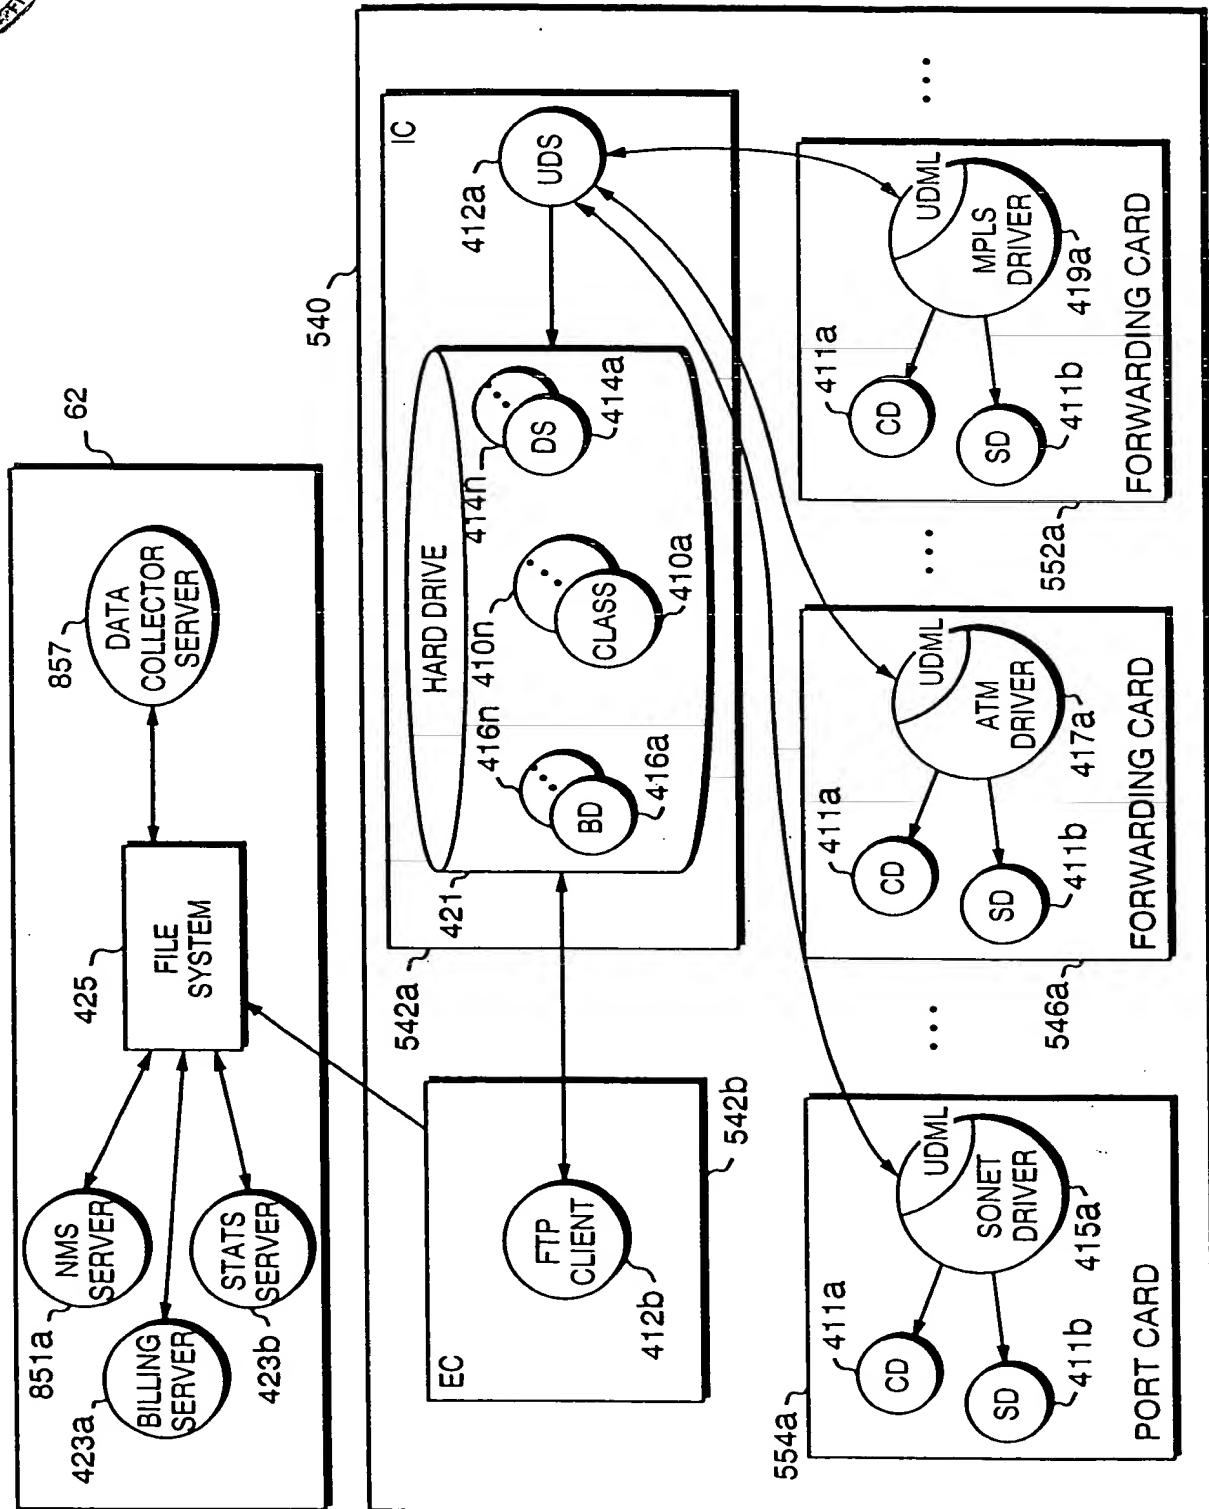 62
857
DATA
COLLECTOR
SERVER
425
FILE
SYSTEM
851a
NMS
SERVER
423a
BILLING
SERVER
423b
STATS
SERVER
540
IC
412a
UDS
HARD DRIVE
414n
DS
414a
410n
CLASS
410a
416n
BD
416a
421
542a
EC
FTP
CLIENT
412b
542b
554a
UDML
SONET
DRIVER
415a
411a
CD
SD
411b
PORT CARD
546a
UDML
ATM
DRIVER
417a
411a
CD
SD
411b
FORWARDING CARD
552a
UDML
MPLS
DRIVER
419a
411a
CD
SD
411b
FORWARDING CARD